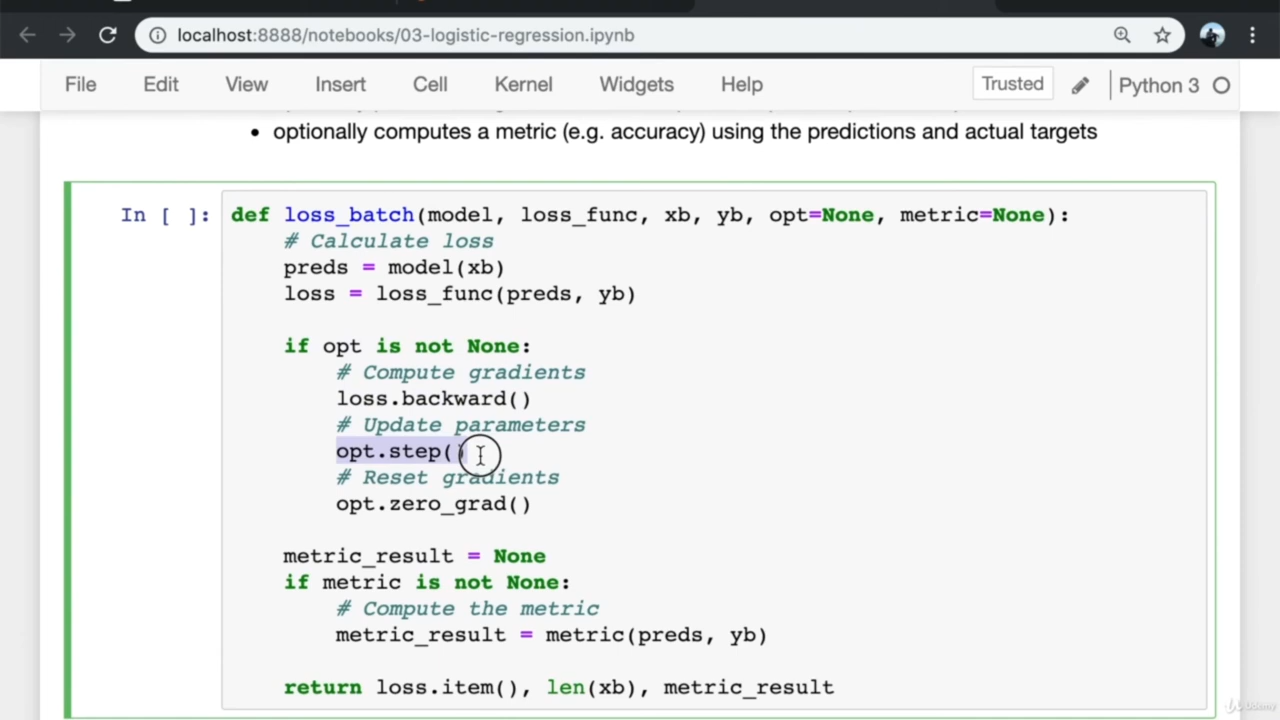 localhost:8888/notebooks/03-logistic-regression.ipynb
File Edit View Insert Cell Kernel Widgets Help Trusted Python 3
• optionally computes a metric (e.g. accuracy) using the predictions and actual targets
In [ ]: def loss_batch(model, loss_func, xb, yb, opt=None, metric=None):
# Calculate loss
preds = model(xb)
loss = loss_func(preds, yb)
if opt is not None:
# Compute gradients
loss.backward()
# Update parameters
opt.step()
# Reset gradients
opt.zero_grad()
metric_result = None
if metric is not None:
# Compute the metric
metric_result = metric(preds, yb)
return loss.item(), len(xb), metric_result
Udemy